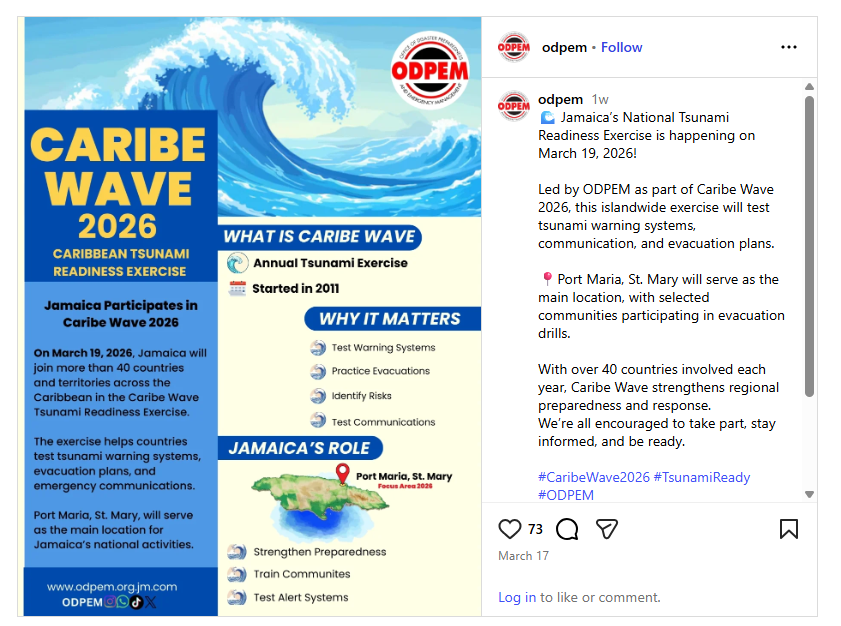 OFFICE OF DISASTER PREPAREDNESS
ODPEM
AND EMERGENCY MANAGEMENT
CARIBE
WAVE
2026
CARIBBEAN TSUNAMI
READINESS EXERCISE
Jamaica Participates in
Caribe Wave 2026
On March 19, 2026, Jamaica will
join more than 40 countries
and territories across the
Caribbean in the Caribe Wave
Tsunami Readiness Exercise.
The exercise helps countries
test tsunami warning systems,
evacuation plans, and
emergency communications.
Port Maria, St. Mary, will serve
as the main location for
Jamaica's national activities.
www.odpem.org.jm.com
ODPEM
WHAT IS CARIBE WAVE
Annual Tsunami Exercise
Started in 2011
WHY IT MATTERS
Test Warning Systems
Practice Evacuations
Identify Risks
Test Communications
JAMAICA'S ROLE
Port Maria, St. Mary
Focus Area 2026
Strengthen Preparedness
Train Communites
Test Alert Systems
ODPEM
odpem • Follow
ODPEM
odpem 1w
🌊 Jamaica's National Tsunami
Readiness Exercise is happening on
March 19, 2026!
Led by ODPEM as part of Caribe Wave
2026, this islandwide exercise will test
tsunami warning systems,
communication, and evacuation plans.
📍 Port Maria, St. Mary will serve as the
main location, with selected
communities participating in evacuation
drills.
With over 40 countries involved each
year, Caribe Wave strengthens regional
preparedness and response.
We're all encouraged to take part, stay
informed, and be ready.
#CaribeWave2026 #TsunamiReady
#ODPEM
73
March 17
Log in to like or comment.